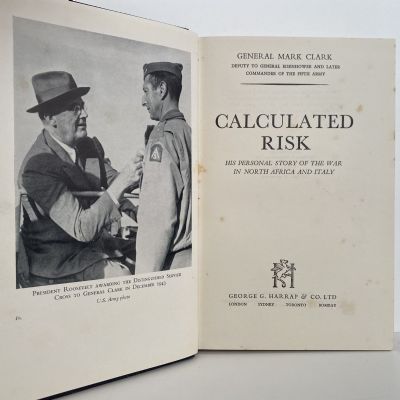 PRESIDENT ROOSEVELT AWARDING THE DISTINGUISHED SERVICE
CROSS TO GENERAL CLARK IN DECEMBER 1943
U.S. Army photo
GENERAL MARK CLARK
DEPUTY TO GENERAL EISENHOWER AND LATER
COMMANDER OF THE FIFTH ARMY
CALCULATED
RISK
HIS PERSONAL STORY OF THE WAR
IN NORTH AFRICA AND ITALY
GEORGE G. HARRAP & CO. LTD
LONDON SYDNEY TORONTO BOMBAY